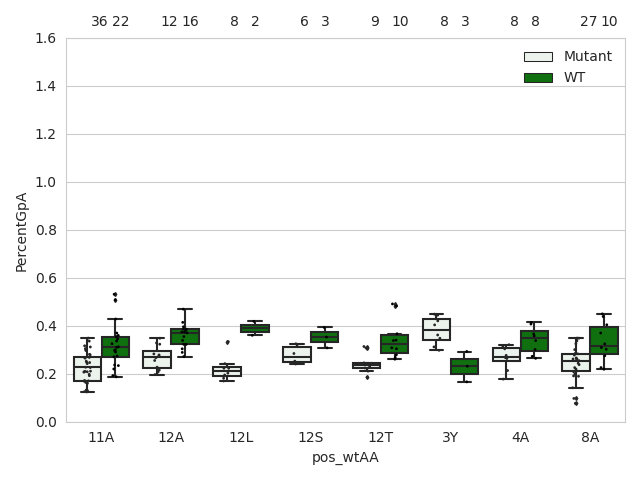 36 22 12 16 8 2 6 3 9 10 8 3 8 8 27 10
1.6
Mutant
WT
1.4
1.2
1.0
0.8
0.6
0.4
0.2
0.0
PercentGpA
11A 12A 12L 12S 12T 3Y 4A 8A
pos_wtAA